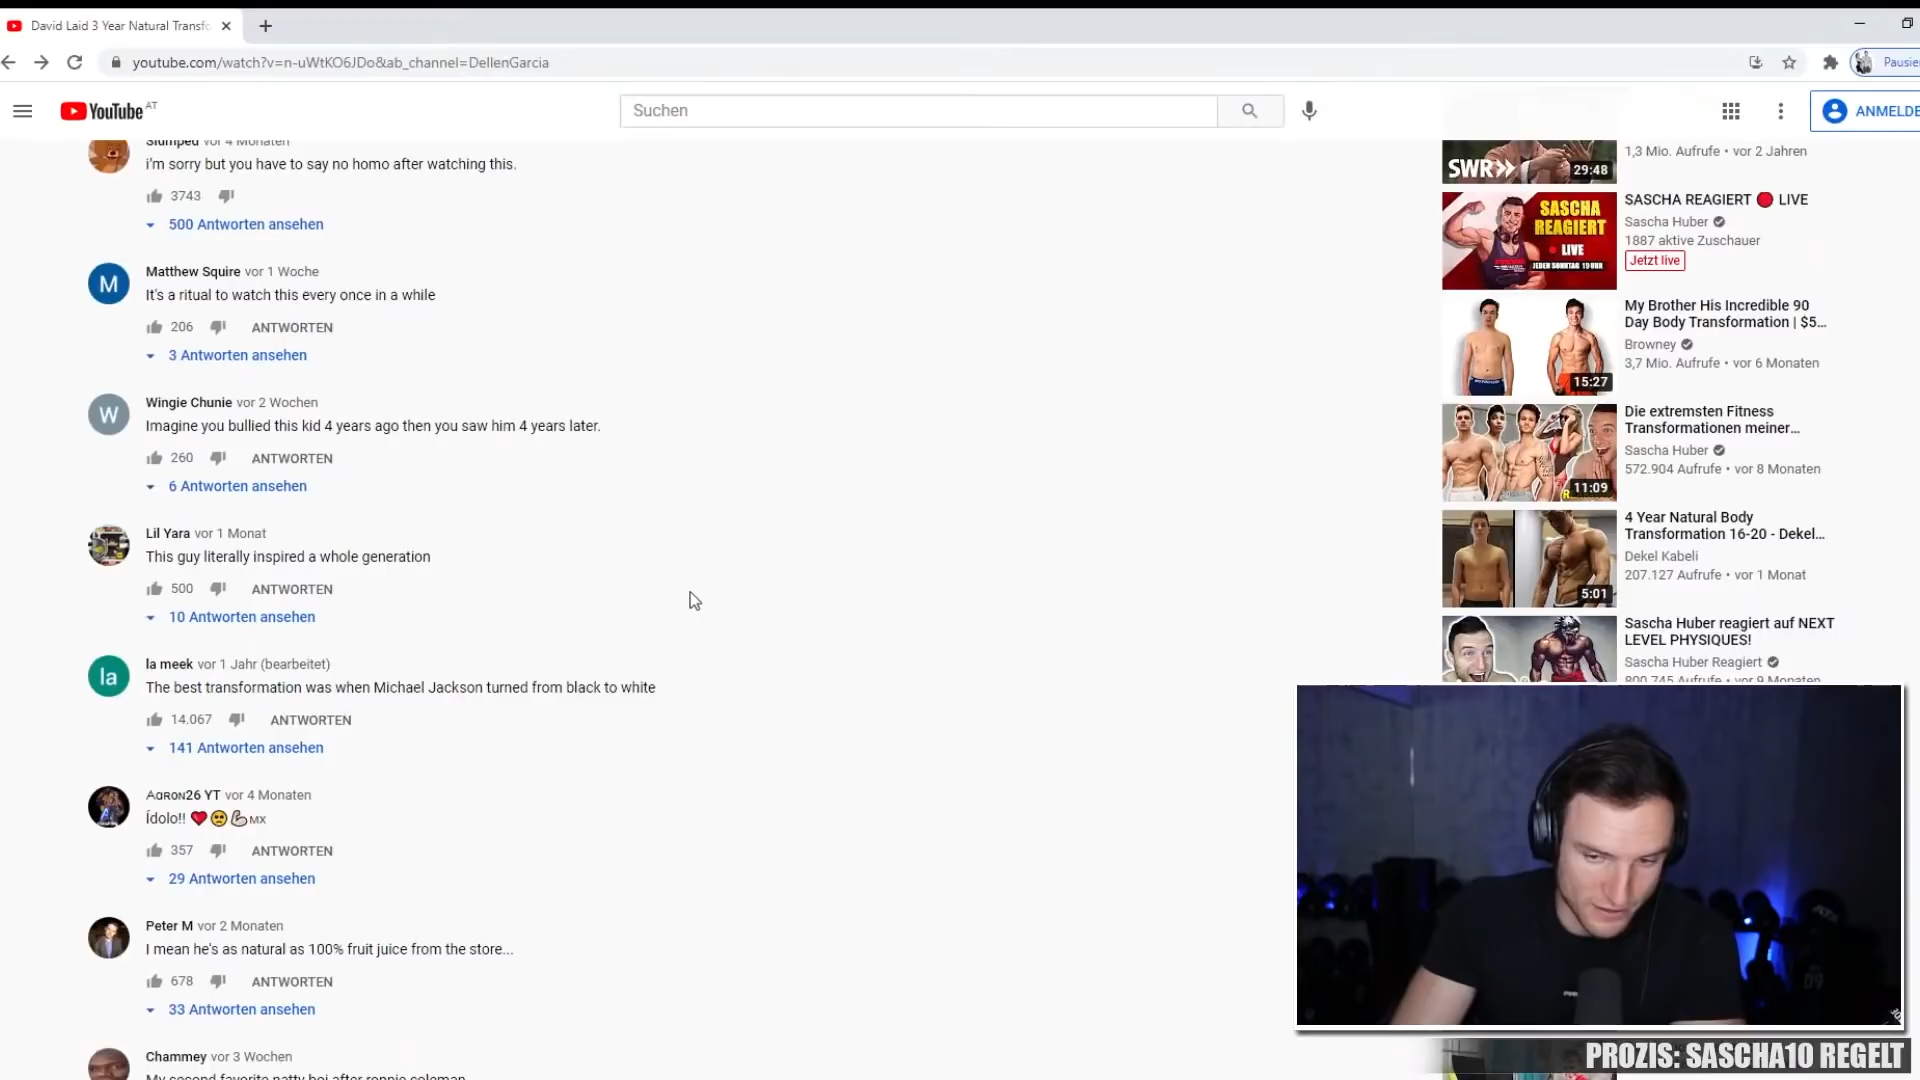 David Laid 3 Year Natural Transfo
youtube.com/watch?v=n-uWtKO6JDo&ab_channel=DellenGarcia
Pausie
YouTube AT
Suchen
ANMELDE
Slumped vor 4 Monaten
i'm sorry but you have to say no homo after watching this.
3743
500 Antworten ansehen
M
Matthew Squire vor 1 Woche
It's a ritual to watch this every once in a while
206 ANTWORTEN
3 Antworten ansehen
W
Wingie Chunie vor 2 Wochen
Imagine you bullied this kid 4 years ago then you saw him 4 years later.
260 ANTWORTEN
6 Antworten ansehen
Lil Yara vor 1 Monat
This guy literally inspired a whole generation
500 ANTWORTEN
10 Antworten ansehen
la
la meek vor 1 Jahr (bearbeitet)
The best transformation was when Michael Jackson turned from black to white
14.067 ANTWORTEN
141 Antworten ansehen
AαRON26 YT vor 4 Monaten
Ídolo!! ❤️🥺💪MX
357 ANTWORTEN
29 Antworten ansehen
Peter M vor 2 Monaten
I mean he's as natural as 100% fruit juice from the store...
678 ANTWORTEN
33 Antworten ansehen
Chammey vor 3 Wochen
My second favorite natty boi after ronnie coleman
SWR»
29:48
1,3 Mio. Aufrufe • vor 2 Jahren
SASCHA
REAGIERT
LIVE
JEDEN SONNTAG 19 UHR
SASCHA REAGIERT 🔴 LIVE
Sascha Huber
1887 aktive Zuschauer
Jetzt live
15:27
My Brother His Incredible 90
Day Body Transformation | $5...
Browney
3,7 Mio. Aufrufe • vor 6 Monaten
11:09
Die extremsten Fitness
Transformationen meiner...
Sascha Huber
572.904 Aufrufe • vor 8 Monaten
5:01
4 Year Natural Body
Transformation 16-20 - Dekel...
Dekel Kabeli
207.127 Aufrufe • vor 1 Monat
Sascha Huber reagiert auf NEXT
LEVEL PHYSIQUES!
Sascha Huber Reagiert
800.745 Aufrufe • vor 9 Monaten
PROZIS: SASCHA10 REGELT